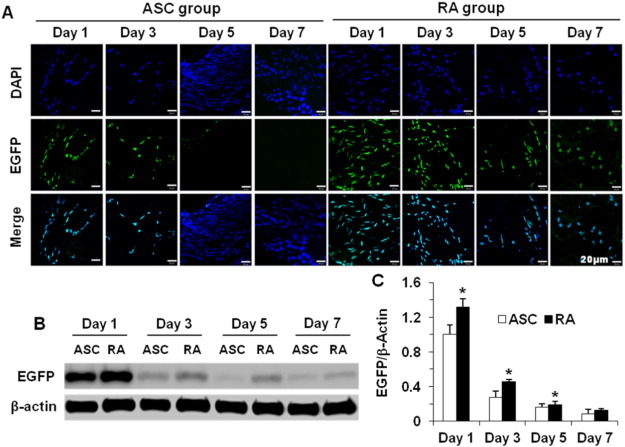 A
ASC group RA group
Day 1 Day 3 Day 5 Day 7 Day 1 Day 3 Day 5 Day 7
DAPI
EGFP
Merge
20μm
B
Day 1 Day 3 Day 5 Day 7
ASC RA ASC RA ASC RA ASC RA
EGFP
β-actin
C
EGFP/β-Actin
1.6
1.2
0.8
0.4
0
* * *
ASC RA
Day 1 Day 3 Day 5 Day 7